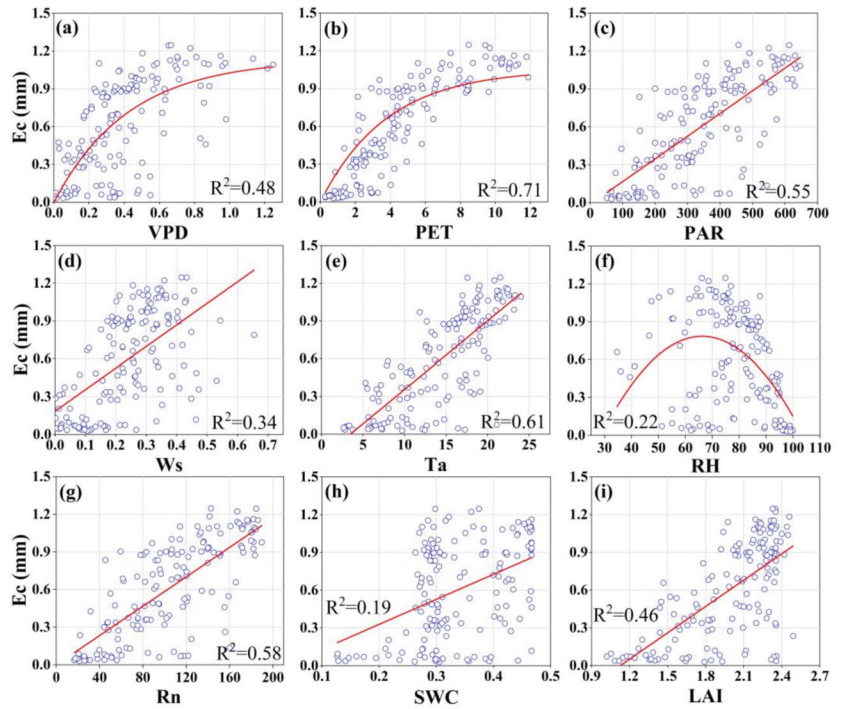 (a)
(b)
(c)
1.5
1.2
0.9
0.6
0.3
0.0
Ec (mm)
R²=0.48
0.0 0.2 0.4 0.6 0.8 1.0 1.2
VPD
1.5
1.2
0.9
0.6
0.3
0.0
R²=0.71
0 2 4 6 8 10 12
PET
1.5
1.2
0.9
0.6
0.3
0.0
R²=0.55
0 100 200 300 400 500 600 700
PAR
(d)
(e)
(f)
1.5
1.2
0.9
0.6
0.3
0.0
Ec (mm)
R²=0.34
0.0 0.1 0.2 0.3 0.4 0.5 0.6 0.7
Ws
1.5
1.2
0.9
0.6
0.3
0.0
R²=0.61
0 5 10 15 20 25
Ta
1.5
1.2
0.9
0.6
0.3
0.0
R²=0.22
30 40 50 60 70 80 90 100 110
RH
(g)
(h)
(i)
1.5
1.2
0.9
0.6
0.3
0.0
Ec (mm)
R²=0.58
0 40 80 120 160 200
Rn
1.5
1.2
0.9
0.6
0.3
0.0
R²=0.19
0.1 0.2 0.3 0.4 0.5
SWC
1.5
1.2
0.9
0.6
0.3
0.0
R²=0.46
0.9 1.2 1.5 1.8 2.1 2.4 2.7
LAI